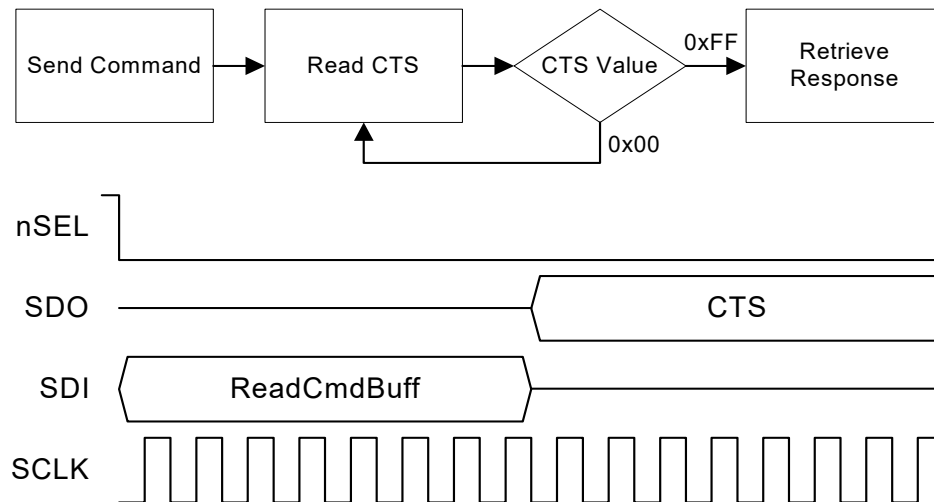 Send Command
Read CTS
CTS Value
0xFF
Retrieve
Response
0x00
nSEL
SDO
CTS
SDI
ReadCmdBuff
SCLK